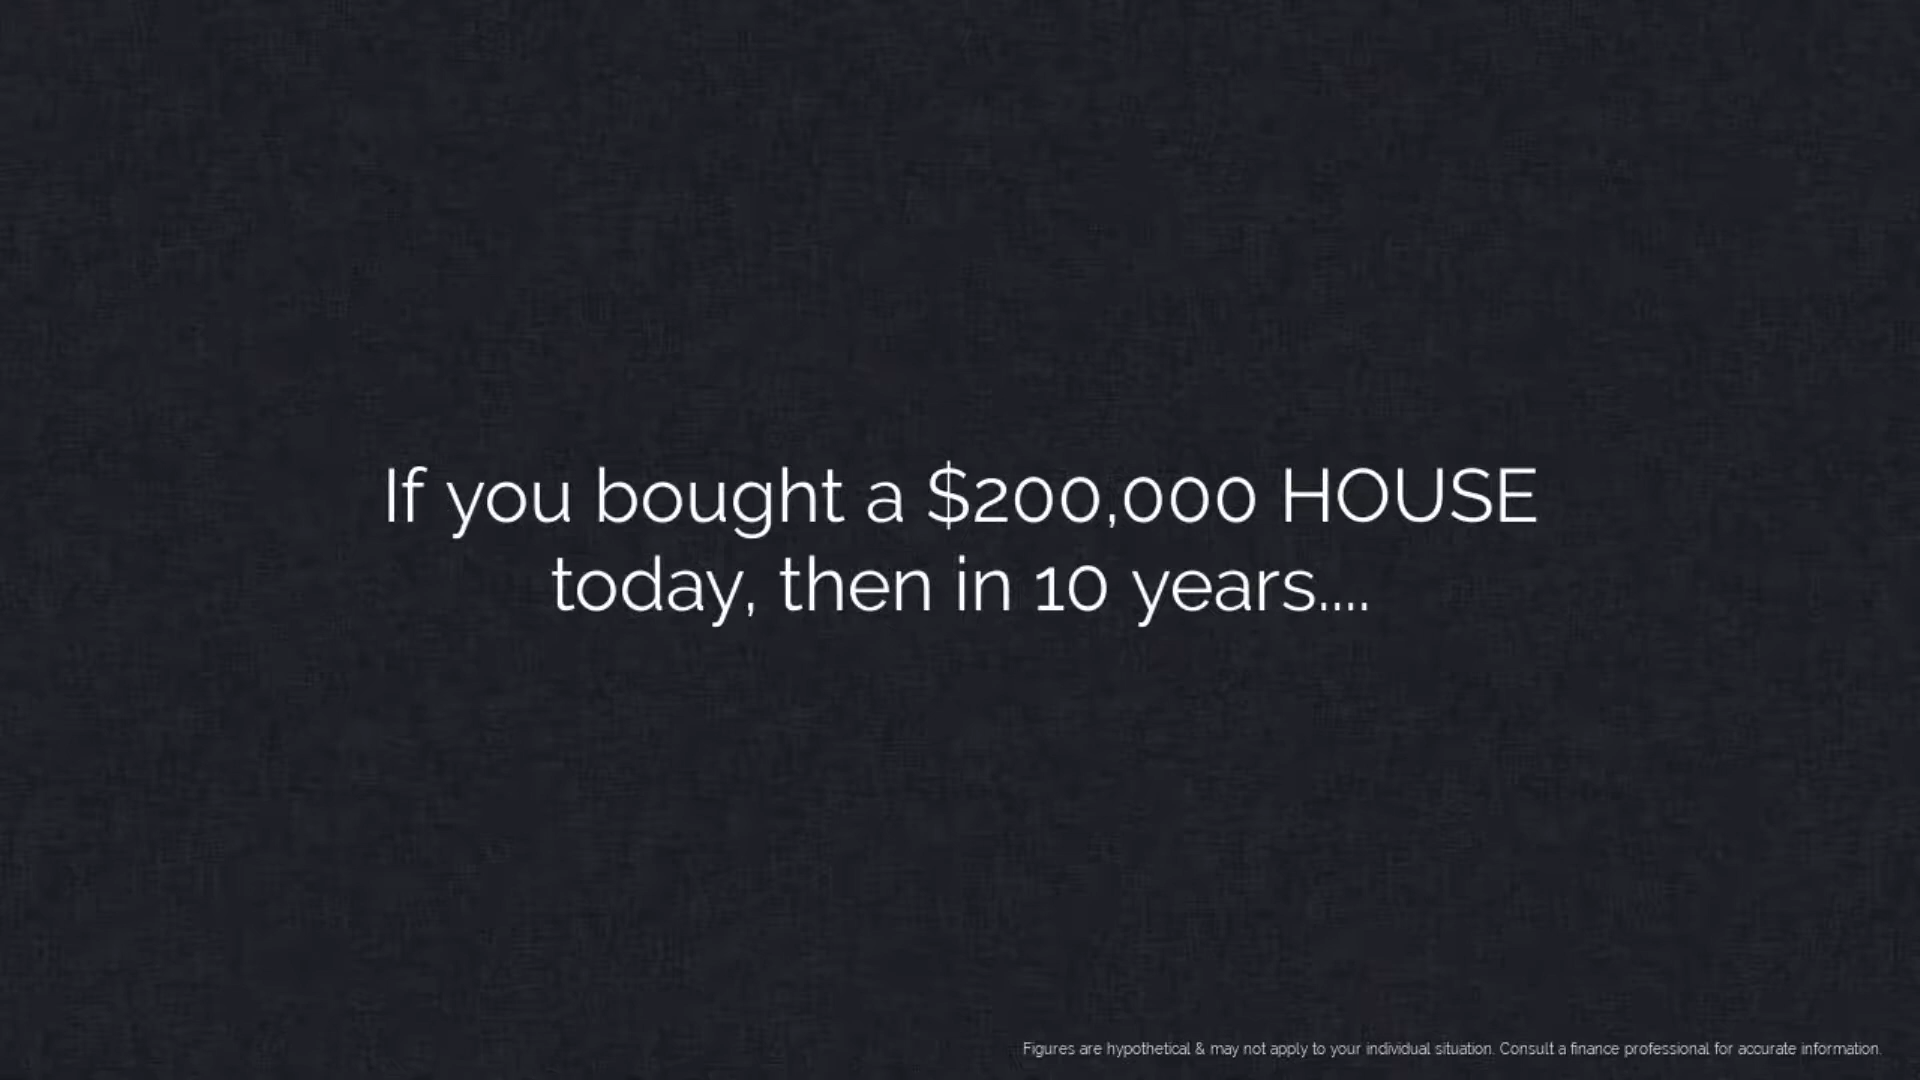 If you bought a $200,000 HOUSE
today, then in 10 years....
Figures are hypothetical & may not apply to your individual situation. Consult a finance professional for accurate information.